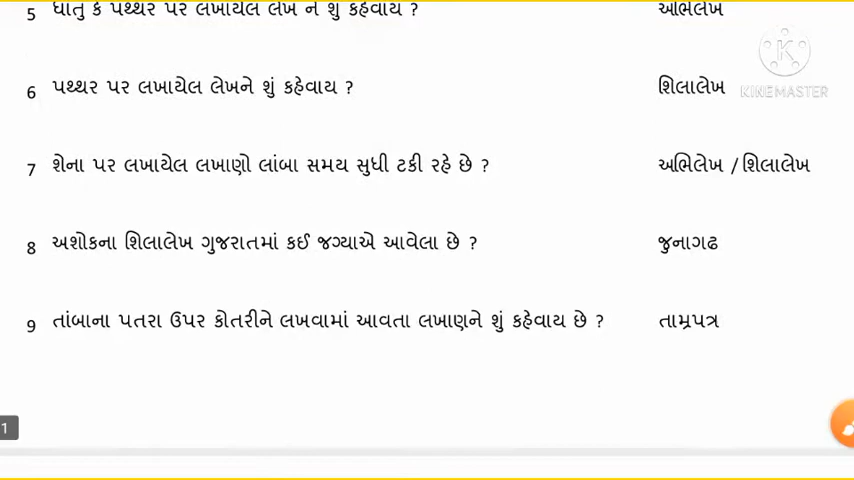 5 ધાતુ કે પથ્થર પર લખાયેલ લેખ ને શું કહેવાય ? અભિલેખ
KINEMASTER
6 પથ્થર પર લખાયેલ લેખને શું કહેવાય ? શિલાલેખ
7 શેના પર લખાયેલ લખાણો લાંબા સમય સુધી ટકી રહે છે ? અભિલેખ / શિલાલેખ
8 અશોકના શિલાલેખ ગુજરાતમાં કઈ જગ્યાએ આવેલા છે ? જુનાગઢ
9 તાંબાના પતરા ઉપર કોતરીને લખવામાં આવતા લખાણને શું કહેવાય છે ? તામ્રપત્ર
1